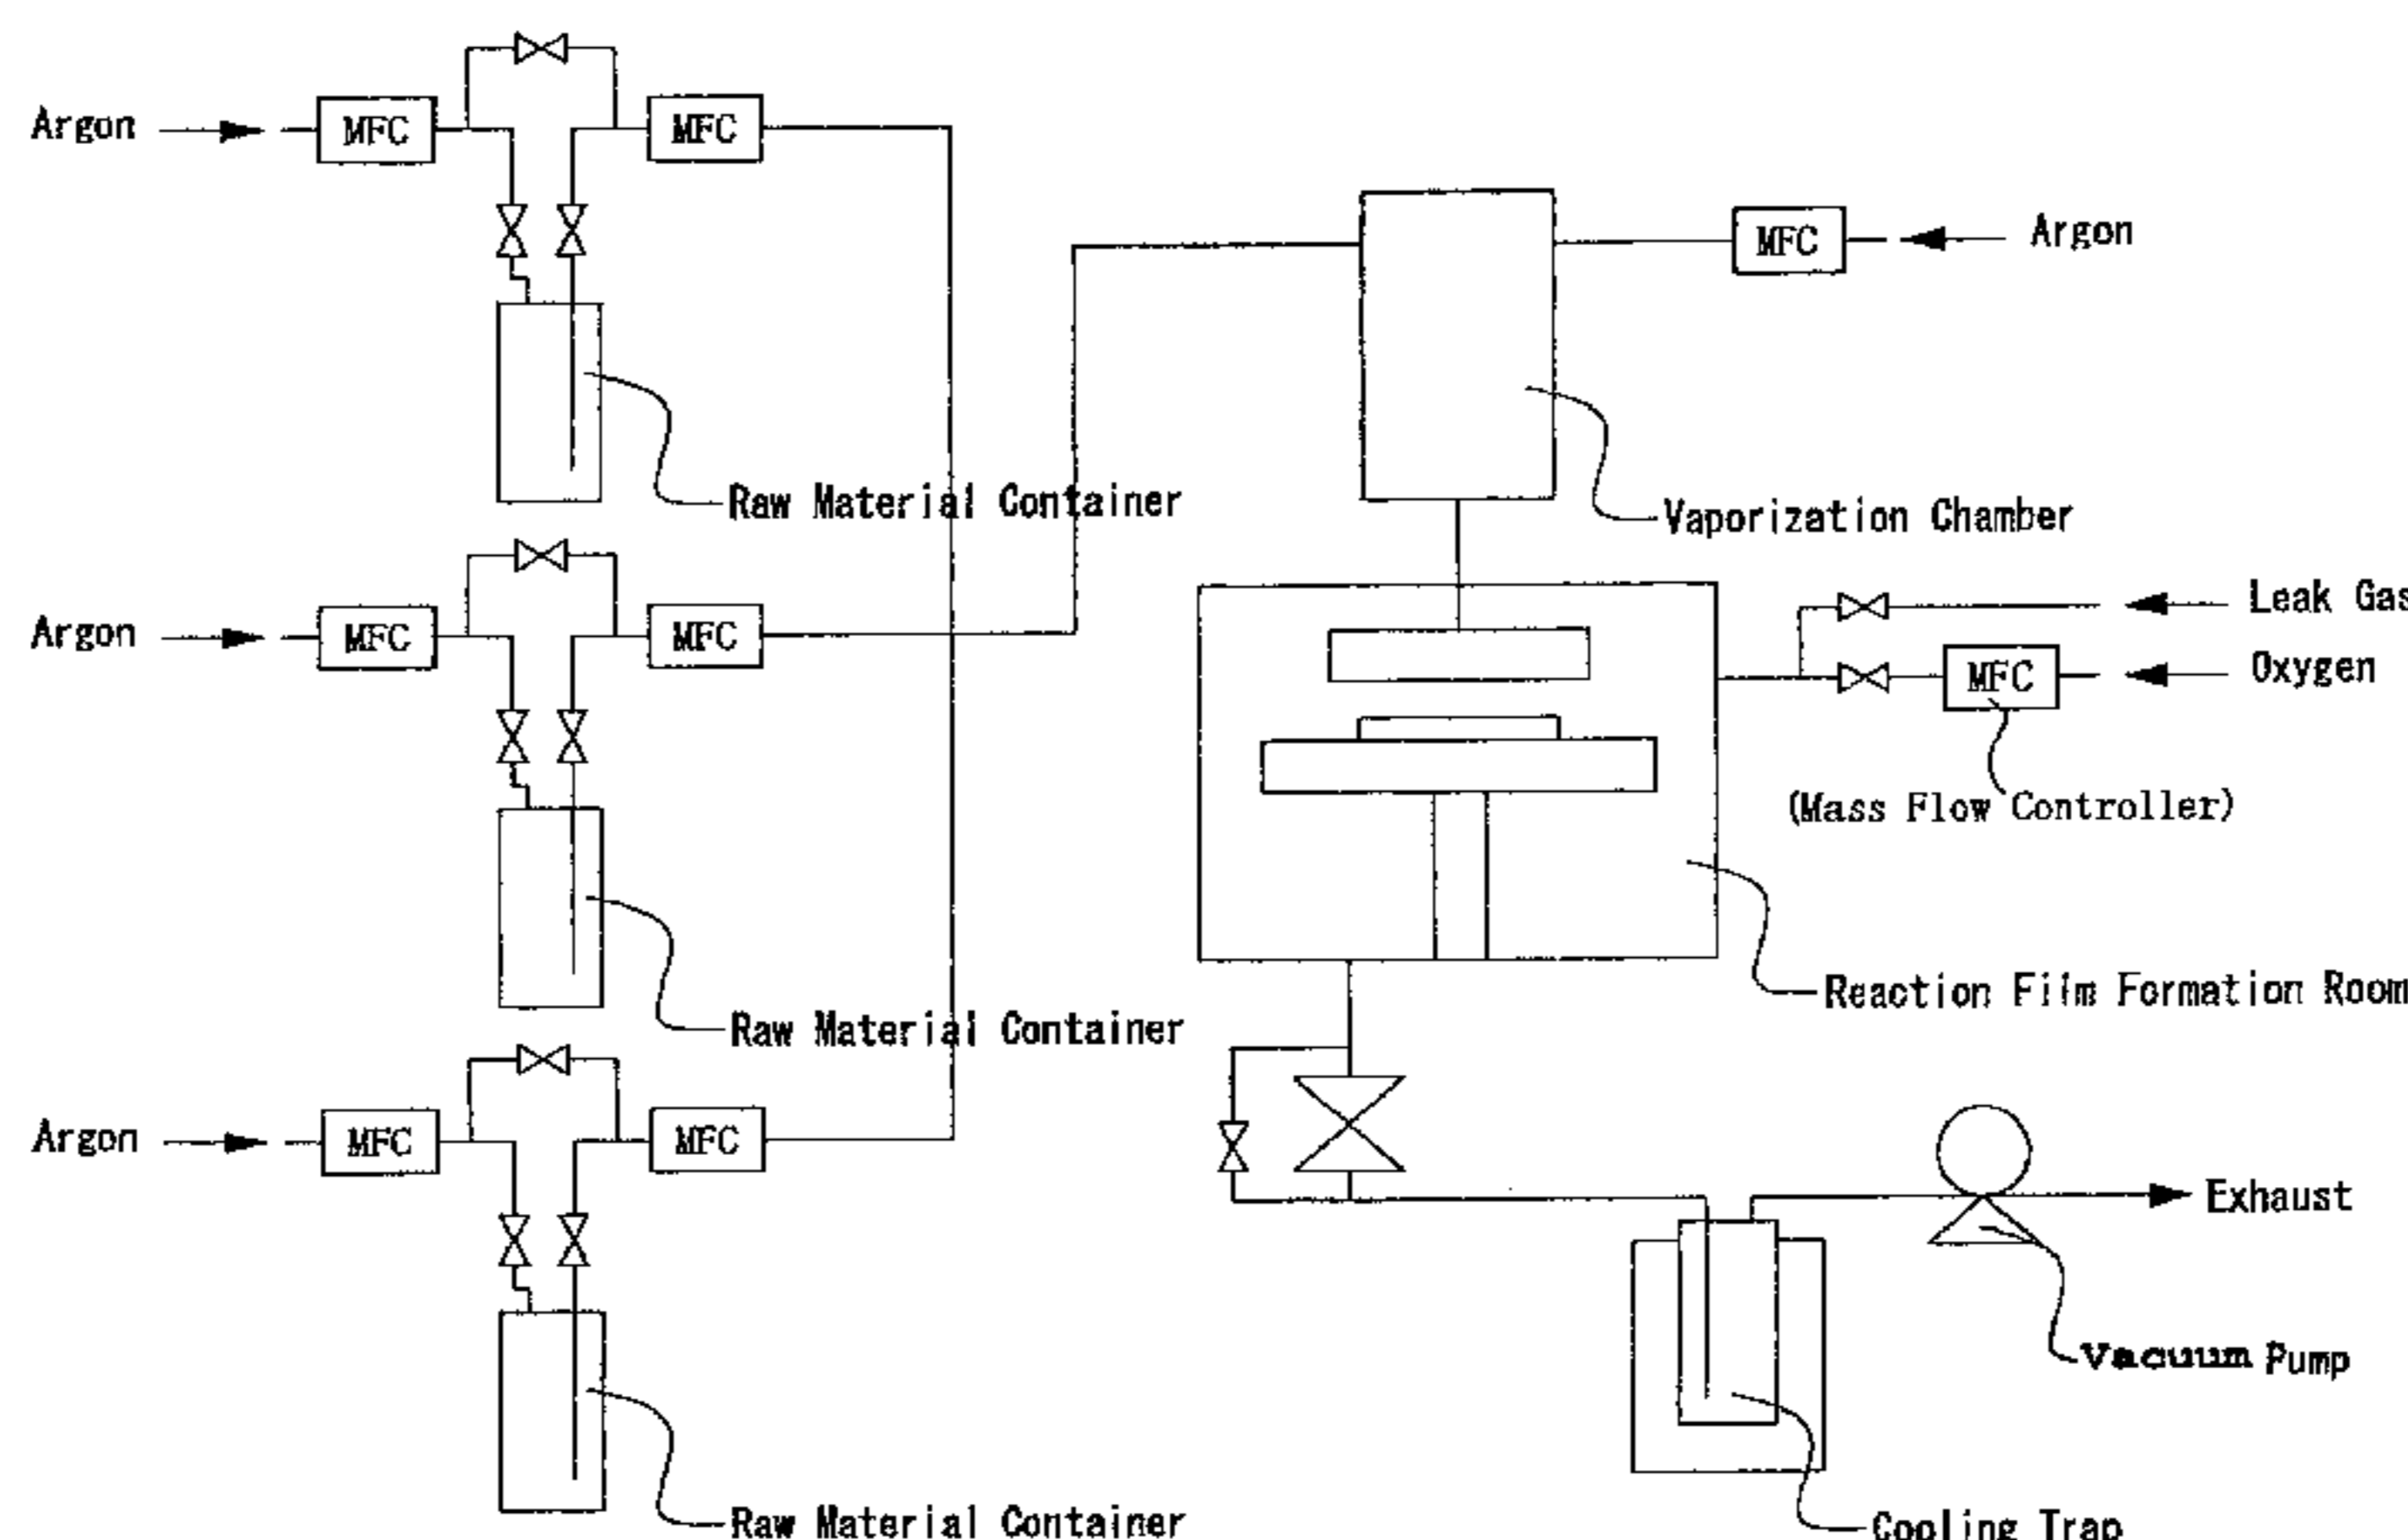 Argon
MFC
MFC
Raw Material Container
Argon
MFC
MFC
Raw Material Container
Argon
MFC
MFC
Raw Material Container
MFC
Argon
Vaporization Chamber
Leak Gas
MFC
Oxygen
(Mass Flow Controller)
Reaction Film Formation Room
Exhaust
Vacuum Pump
Cooling Trap